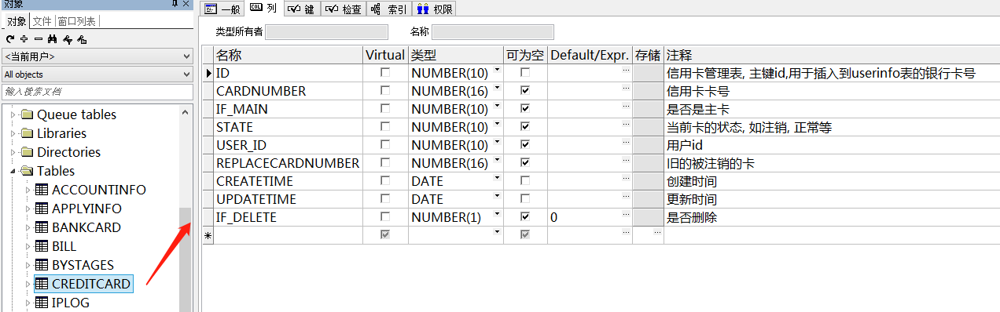 对象
对象 文件 窗口列表
<当前用户>
All objects
输入搜索文档
Queue tables
Libraries
Directories
Tables
ACCOUNTINFO
APPLYINFO
BANKCARD
BILL
BYSTAGES
CREDITCARD
IPLOG
一般 列 键 检查 索引 权限
类型所有者 名称
名称 Virtual 类型 可为空 Default/Expr. 存储 注释
ID NUMBER(10) 信用卡管理表, 主键id,用于插入到userinfo表的银行卡号
CARDNUMBER NUMBER(16) 信用卡卡号
IF_MAIN NUMBER(10) 是否是主卡
STATE NUMBER(10) 当前卡的状态, 如注销, 正常等
USER_ID NUMBER(10) 用户id
REPLACECARDNUMBER NUMBER(16) 旧的被注销的卡
CREATETIME DATE 创建时间
UPDATETIME DATE 更新时间
IF_DELETE NUMBER(1) 0 是否删除